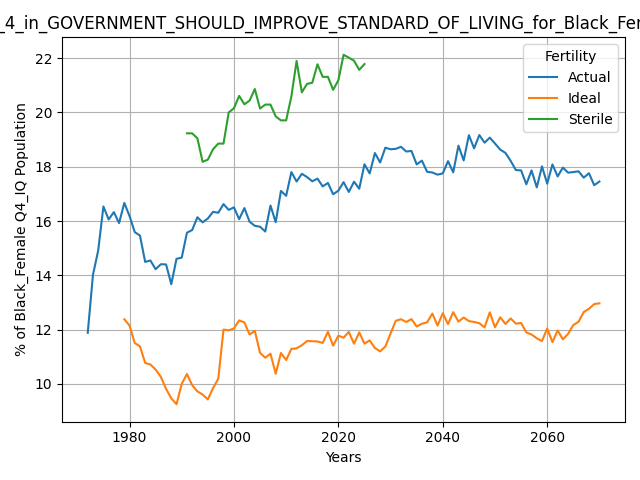 _4_in_GOVERNMENT_SHOULD_IMPROVE_STANDARD_OF_LIVING_for_Black_Fer
Fertility
Actual
Ideal
Sterile
% of Black_Female Q4_IQ Population
22
20
18
16
14
12
10
1980
2000
2020
2040
2060
Years